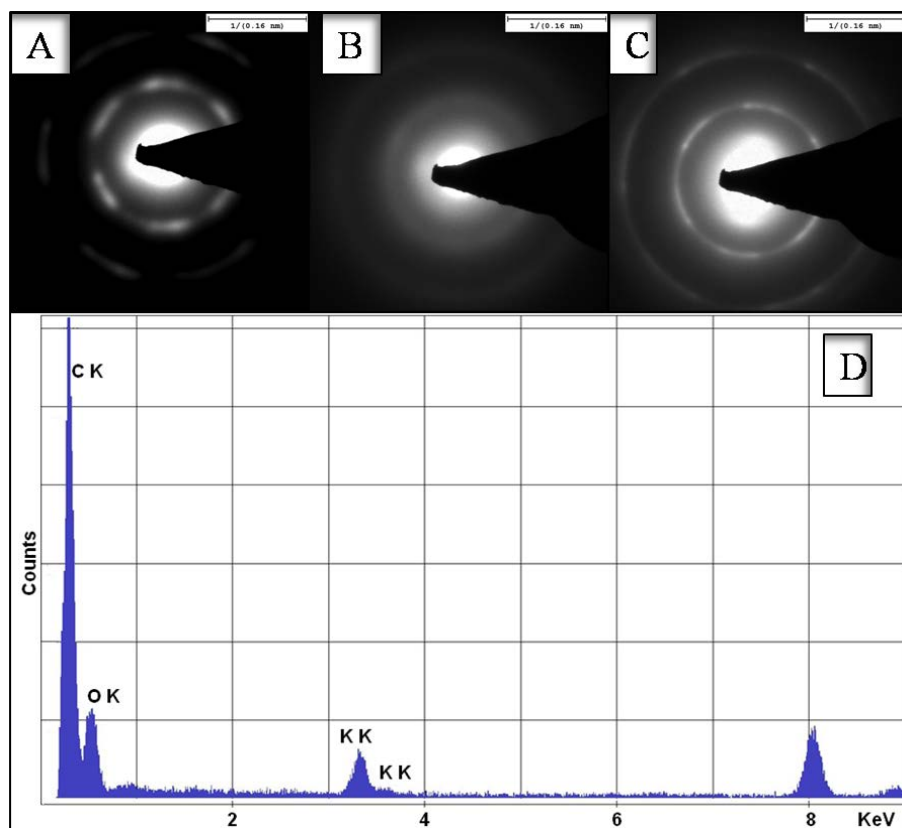 A
1/(0.16 nm)
B
1/(0.16 nm)
C
1/(0.16 nm)
D
C K
O K
K K
K K
Counts
2
4
6
8
KeV